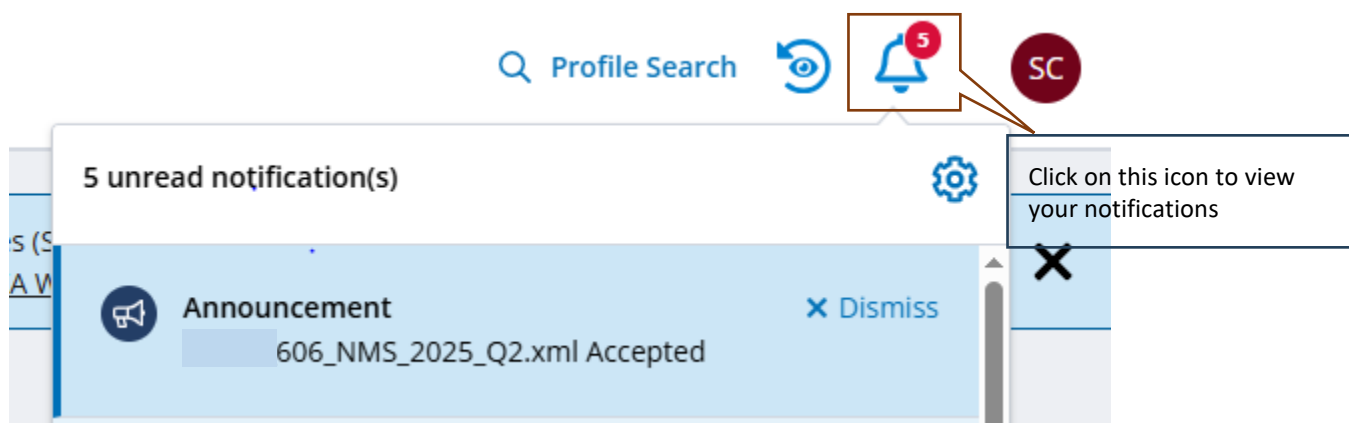 Profile Search
5
SC
5 unread notification(s)
Click on this icon to view
your notifications
s (S
A W
Announcement
Dismiss
606_NMS_2025_Q2.xml Accepted